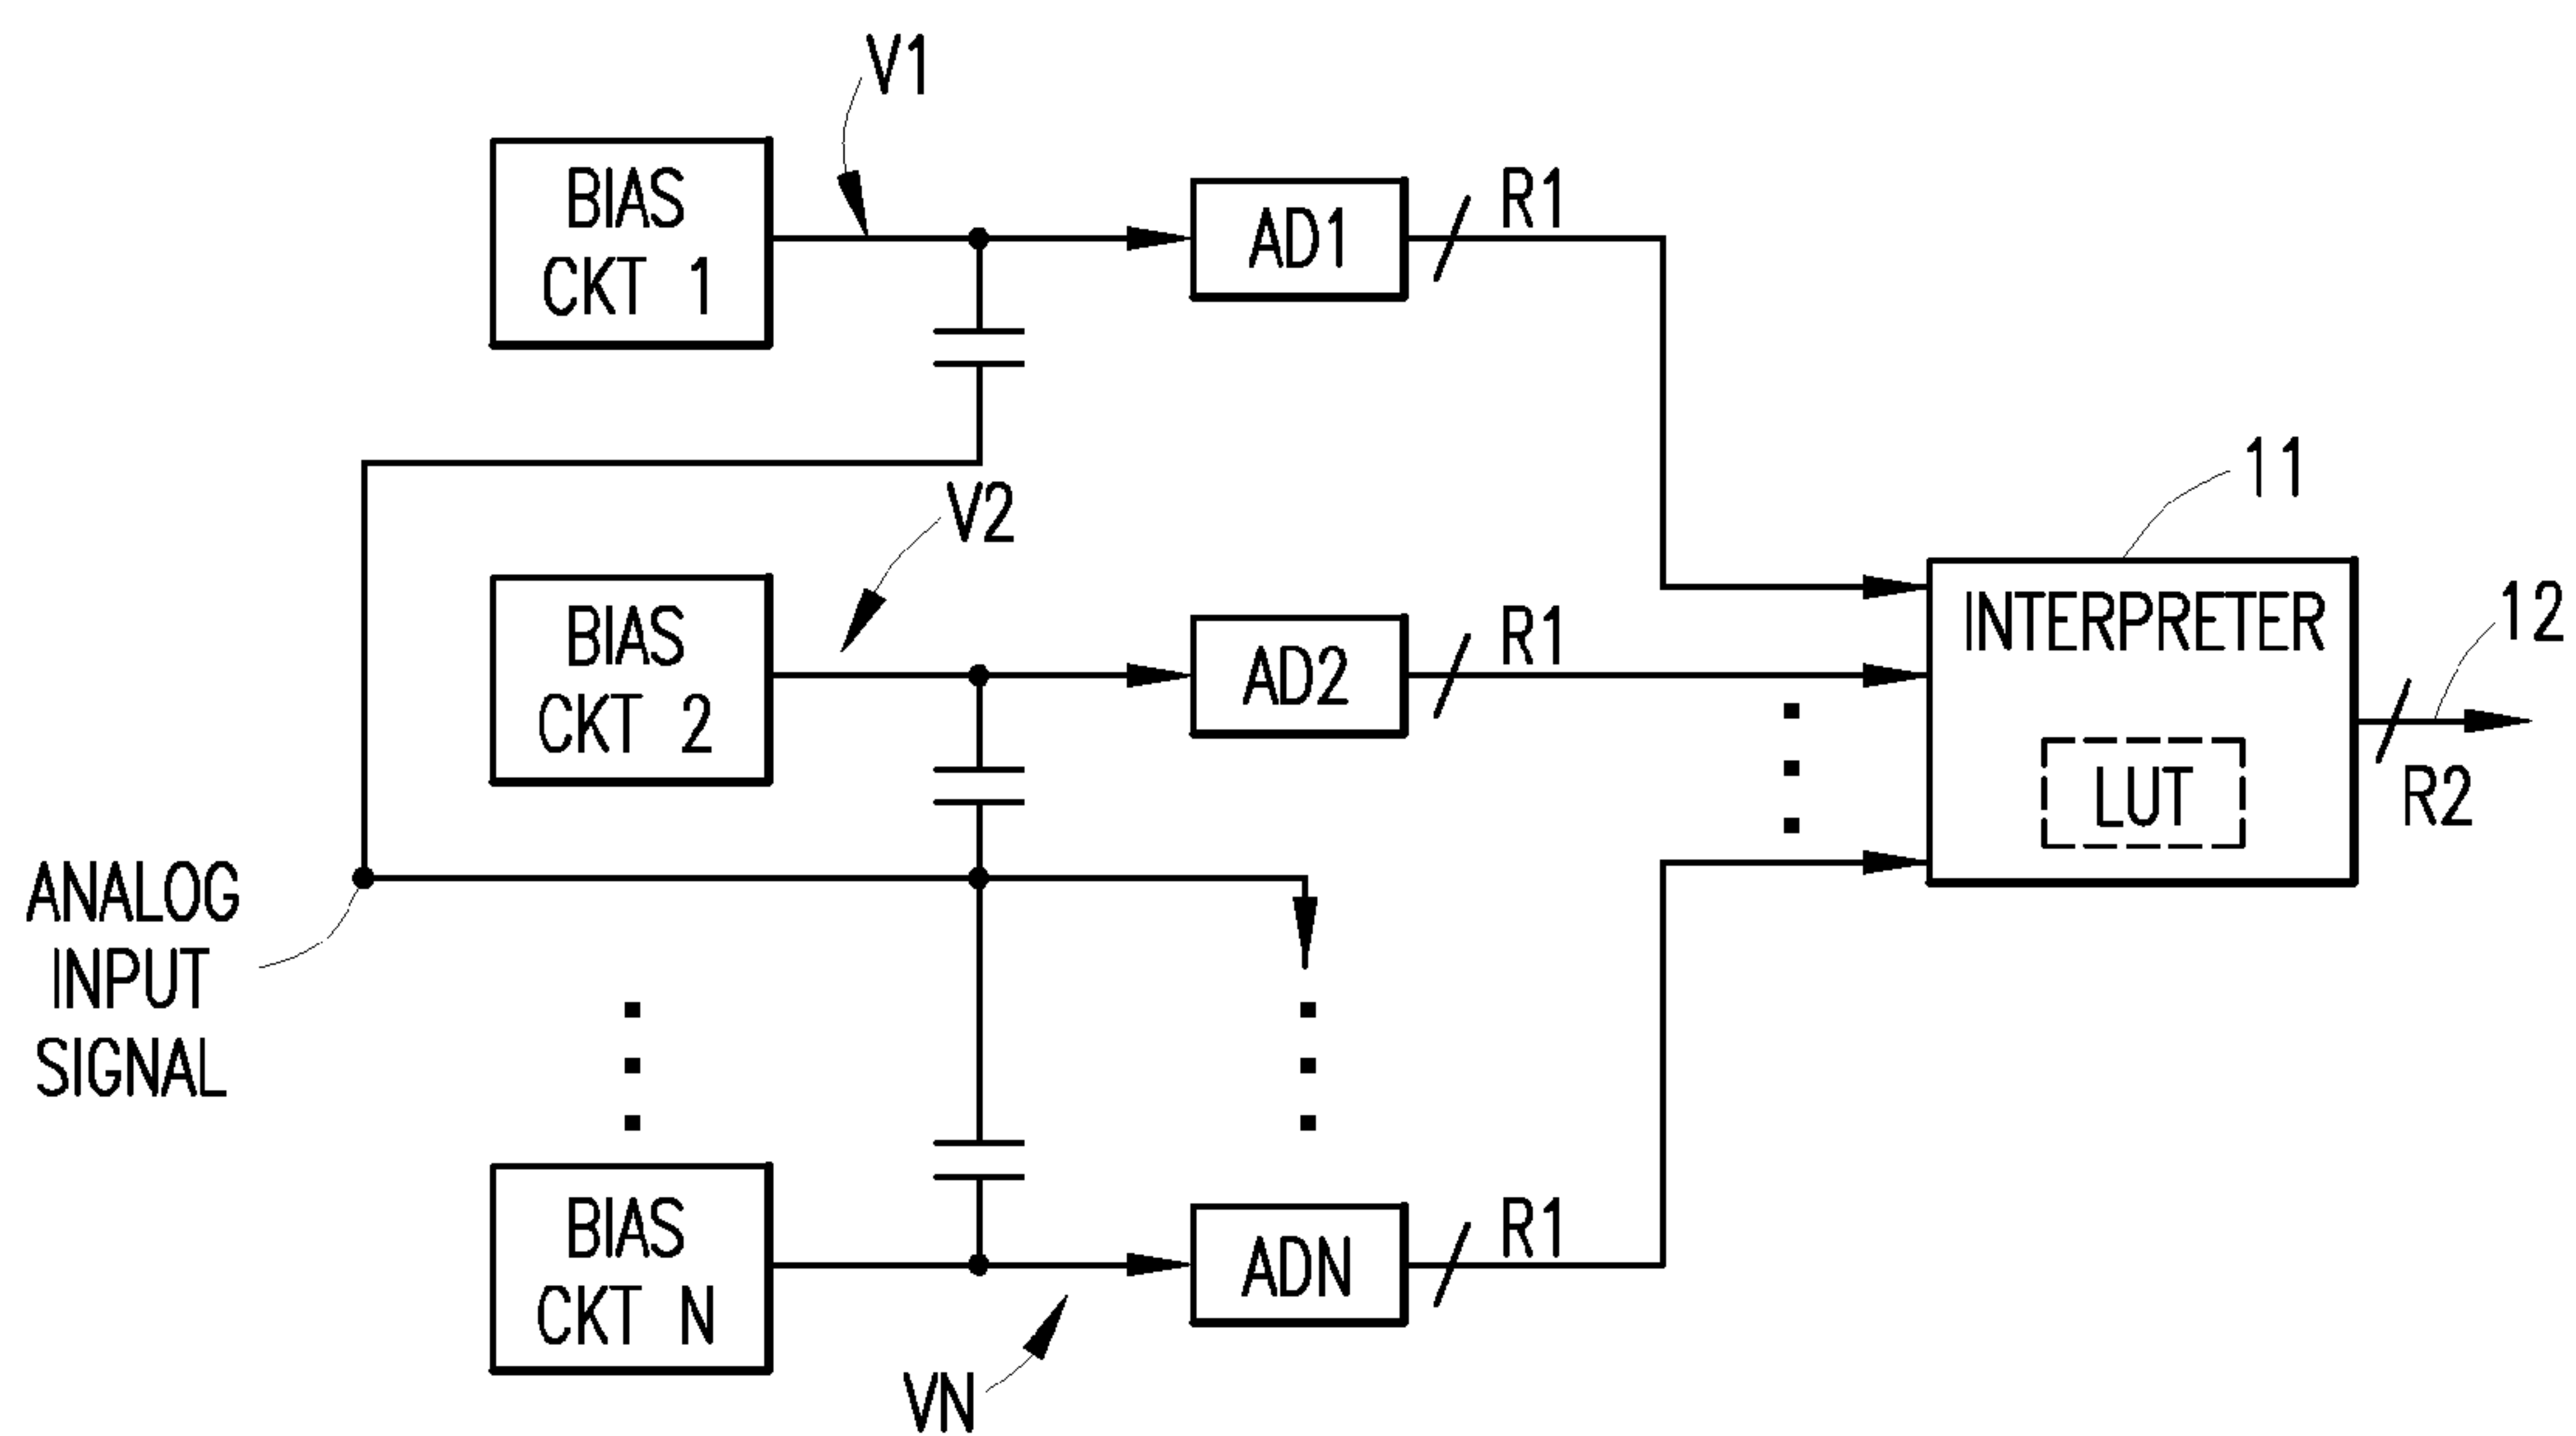 V1
BIAS
CKT 1
AD1
R1
V2
11
BIAS
CKT 2
AD2
R1
INTERPRETER
LUT
12
R2
ANALOG
INPUT
SIGNAL
BIAS
CKT N
ADN
R1
VN